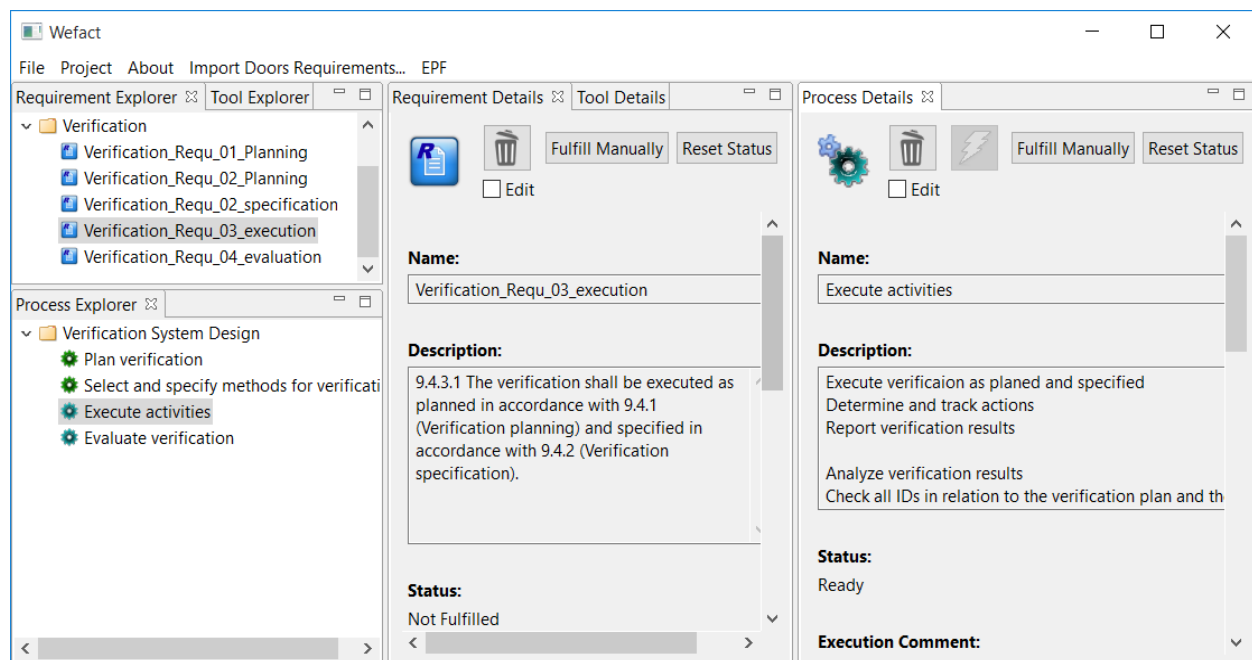 Wefact
File Project About Import Doors Requirements... EPF
Requirement Explorer Tool Explorer
Verification
Verification_Requ_01_Planning
Verification_Requ_02_Planning
Verification_Requ_02_specification
Verification_Requ_03_execution
Verification_Requ_04_evaluation
Process Explorer
Verification System Design
Plan verification
Select and specify methods for verificati
Execute activities
Evaluate verification
Requirement Details Tool Details
R
Fulfill Manually Reset Status
Edit
Name:
Verification_Requ_03_execution
Description:
9.4.3.1 The verification shall be executed as
planned in accordance with 9.4.1
(Verification planning) and specified in
accordance with 9.4.2 (Verification
specification).
Status:
Not Fulfilled
Process Details
Fulfill Manually Reset Status
Edit
Name:
Execute activities
Description:
Execute verificaion as planed and specified
Determine and track actions
Report verification results
Analyze verification results
Check all IDs in relation to the verification plan and th
Status:
Ready
Execution Comment: